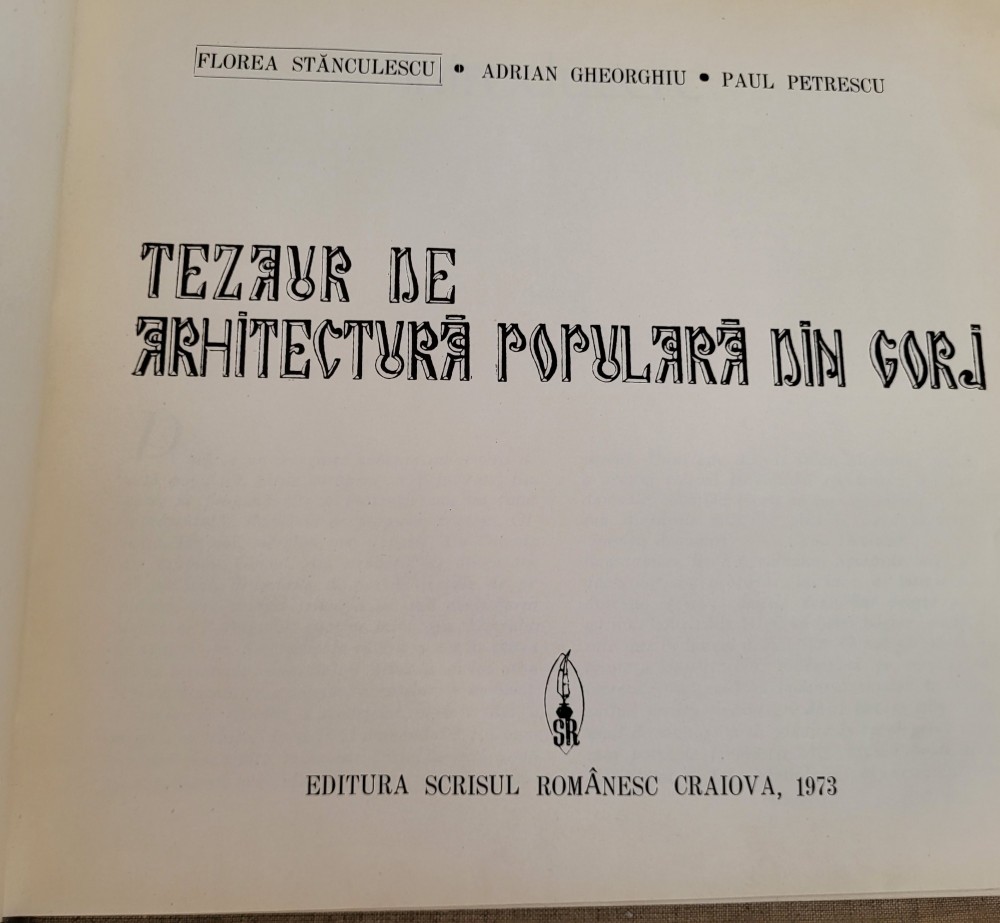 FLOREA STĂNCULESCU • ADRIAN GHEORGHIU • PAUL PETRESCU
TEZAUR DE
ARHITECTURĂ POPULARĂ DIN GORJ
SR
EDITURA SCRISUL ROMÂNESC CRAIOVA, 1973